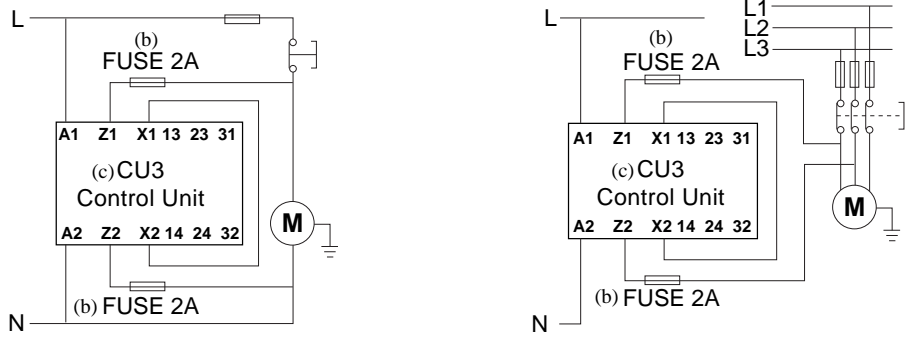 L
(b)
FUSE 2A
A1 Z1 X1 13 23 31
(c) CU3
Control Unit
A2 Z2 X2 14 24 32
M
(b) FUSE 2A
N
L
L1
L2
L3
(b)
FUSE 2A
A1 Z1 X1 13 23 31
(c) CU3
Control Unit
A2 Z2 X2 14 24 32
M
(b) FUSE 2A
N